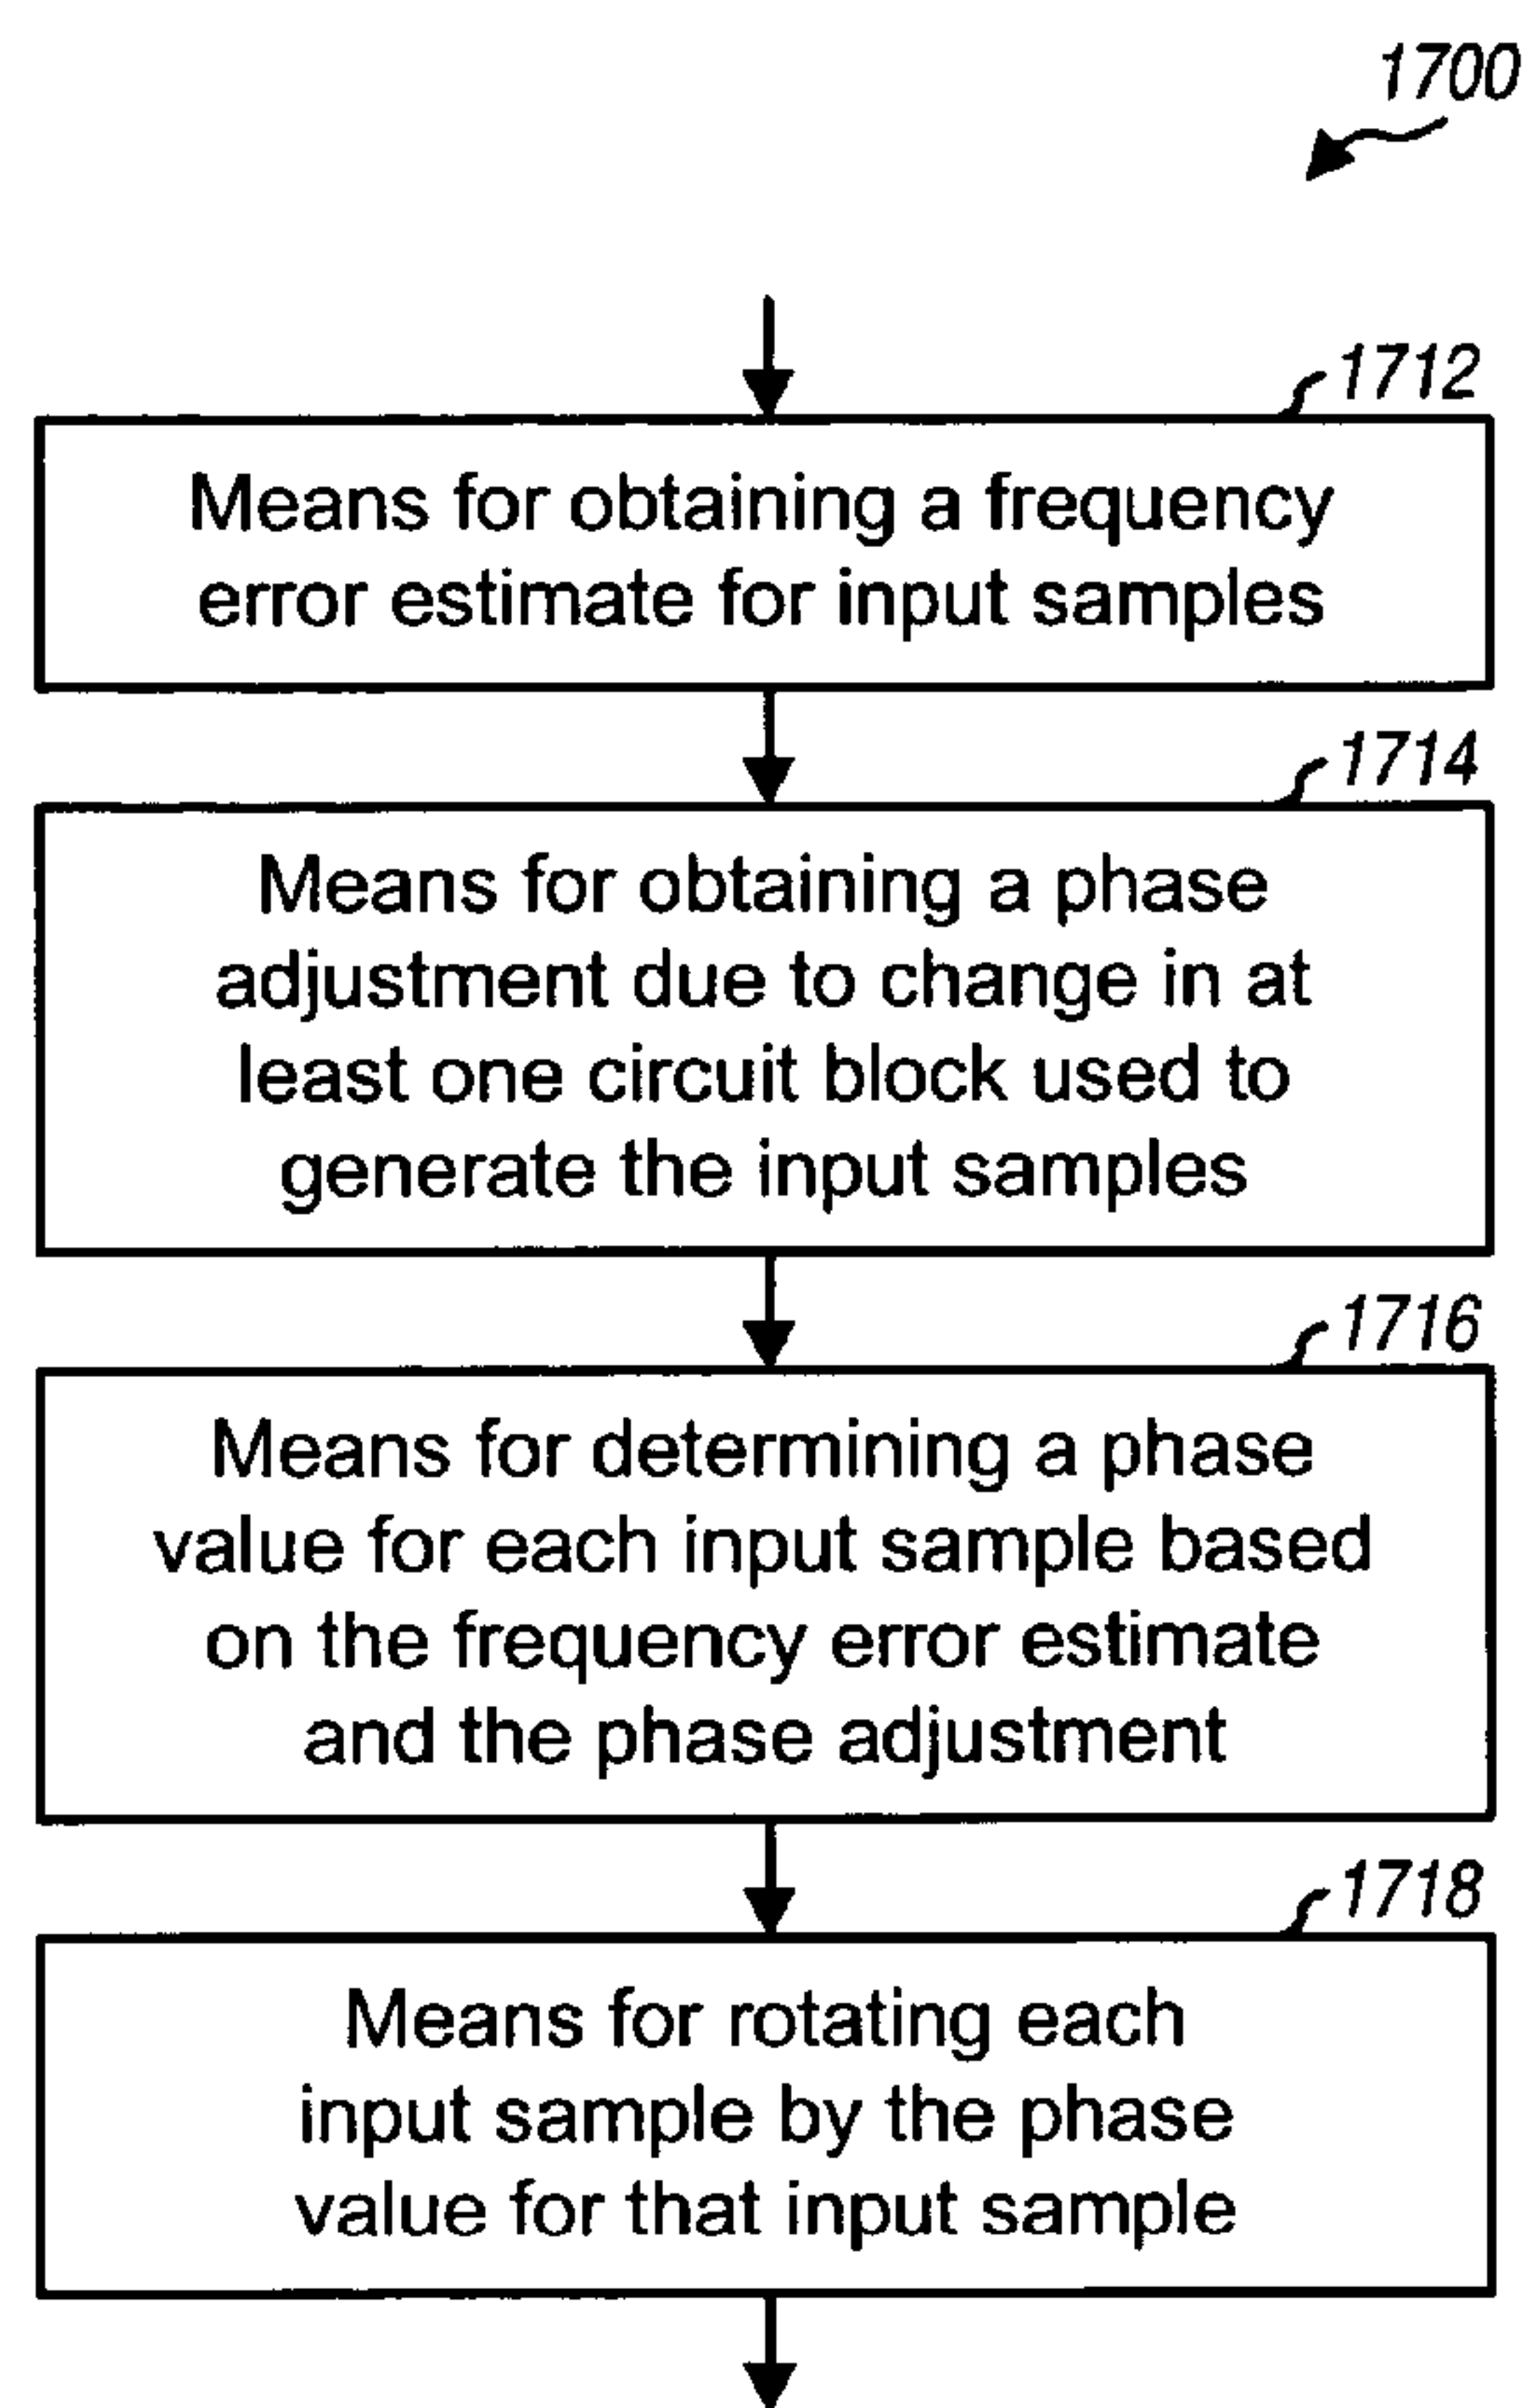 1700
1712
Means for obtaining a frequency
error estimate for input samples
1714
Means for obtaining a phase
adjustment due to change in at
least one circuit block used to
generate the input samples
1716
Means for determining a phase
value for each input sample based
on the frequency error estimate
and the phase adjustment
1718
Means for rotating each
input sample by the phase
value for that input sample